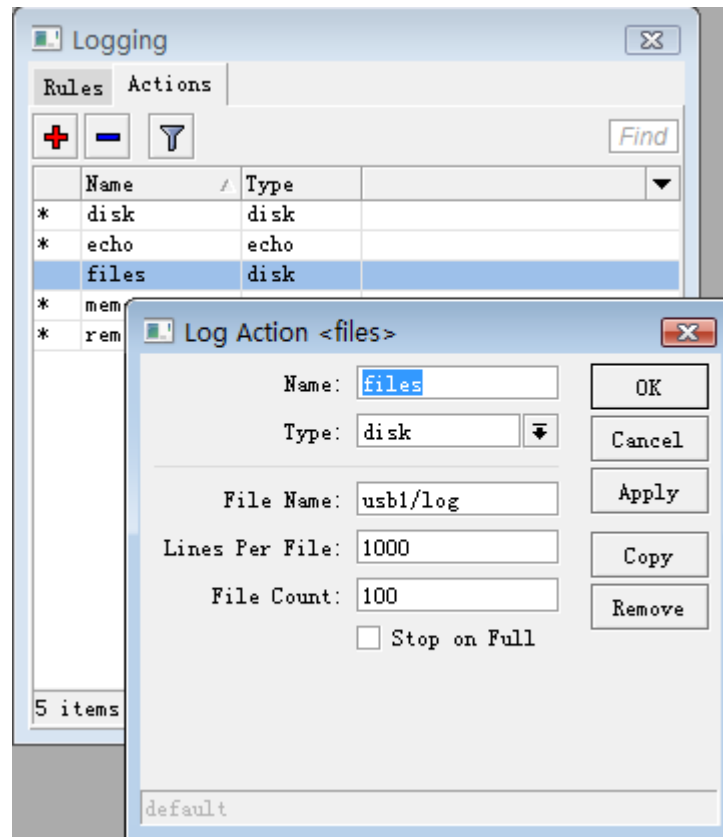 Logging
Rules Actions
Find
Name Type
* disk disk
* echo echo
files disk
* mem
* rem
5 items
Log Action <files>
Name: files
OK
Type: disk
Cancel
File Name: usb1/log
Apply
Lines Per File: 1000
Copy
File Count: 100
Remove
Stop on Full
default